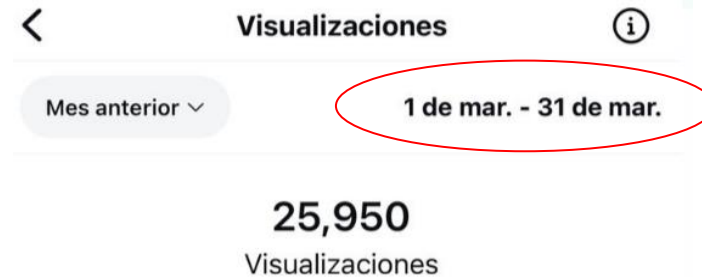 Visualizaciones
Mes anterior
1 de mar. - 31 de mar.
25,950
Visualizaciones